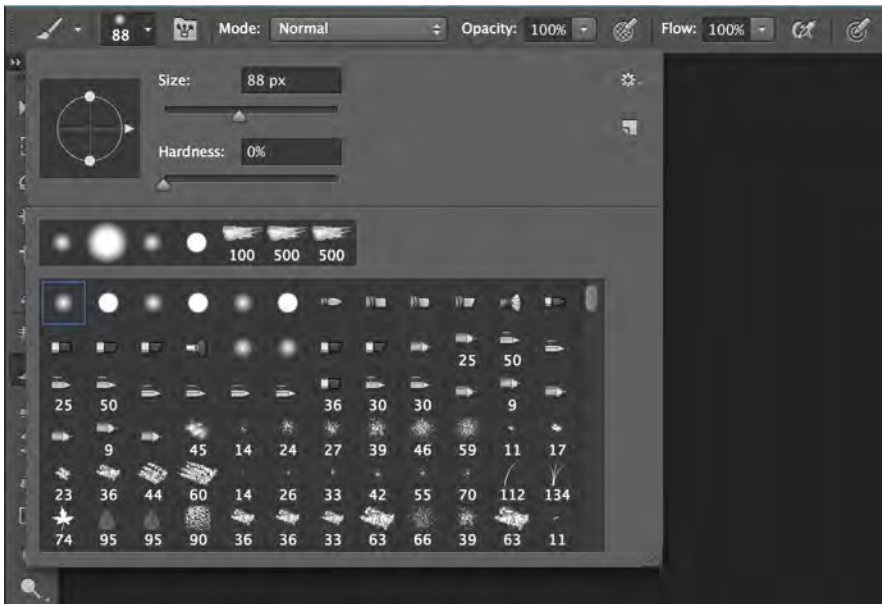 88 Mode: Normal Opacity: 100% Flow: 100%
Size: 88 px
Hardness: 0%
100 500 500
25 50
25 50 36 30 30 9
9 45 14 24 27 39 46 59 11 17
23 36 44 60 14 26 33 42 55 70 112 134
74 95 95 90 36 36 33 63 66 39 63 11